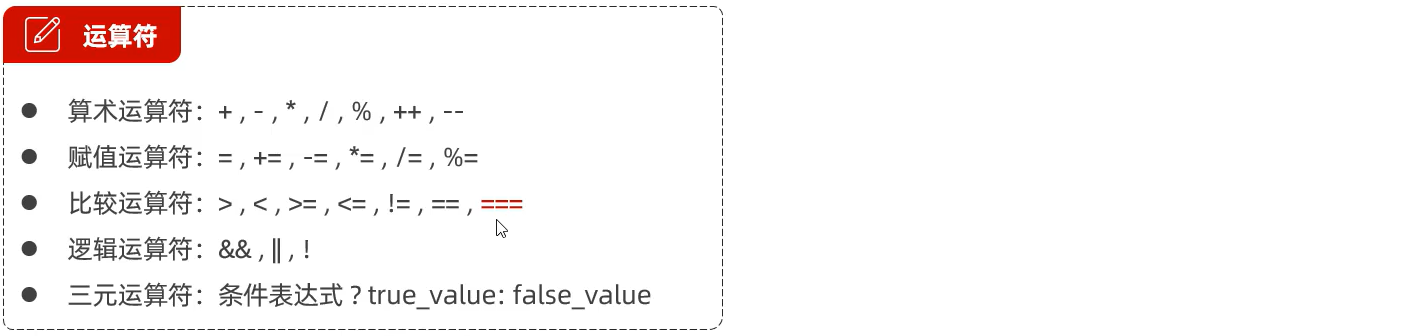 运算符
算术运算符：+ , - , * , / , % , ++ , --
赋值运算符：= , += , -= , *= , /= , %=
比较运算符：> , < , >= , <= , != , == , ===
逻辑运算符：&& , || , !
三元运算符：条件表达式 ? true_value: false_value